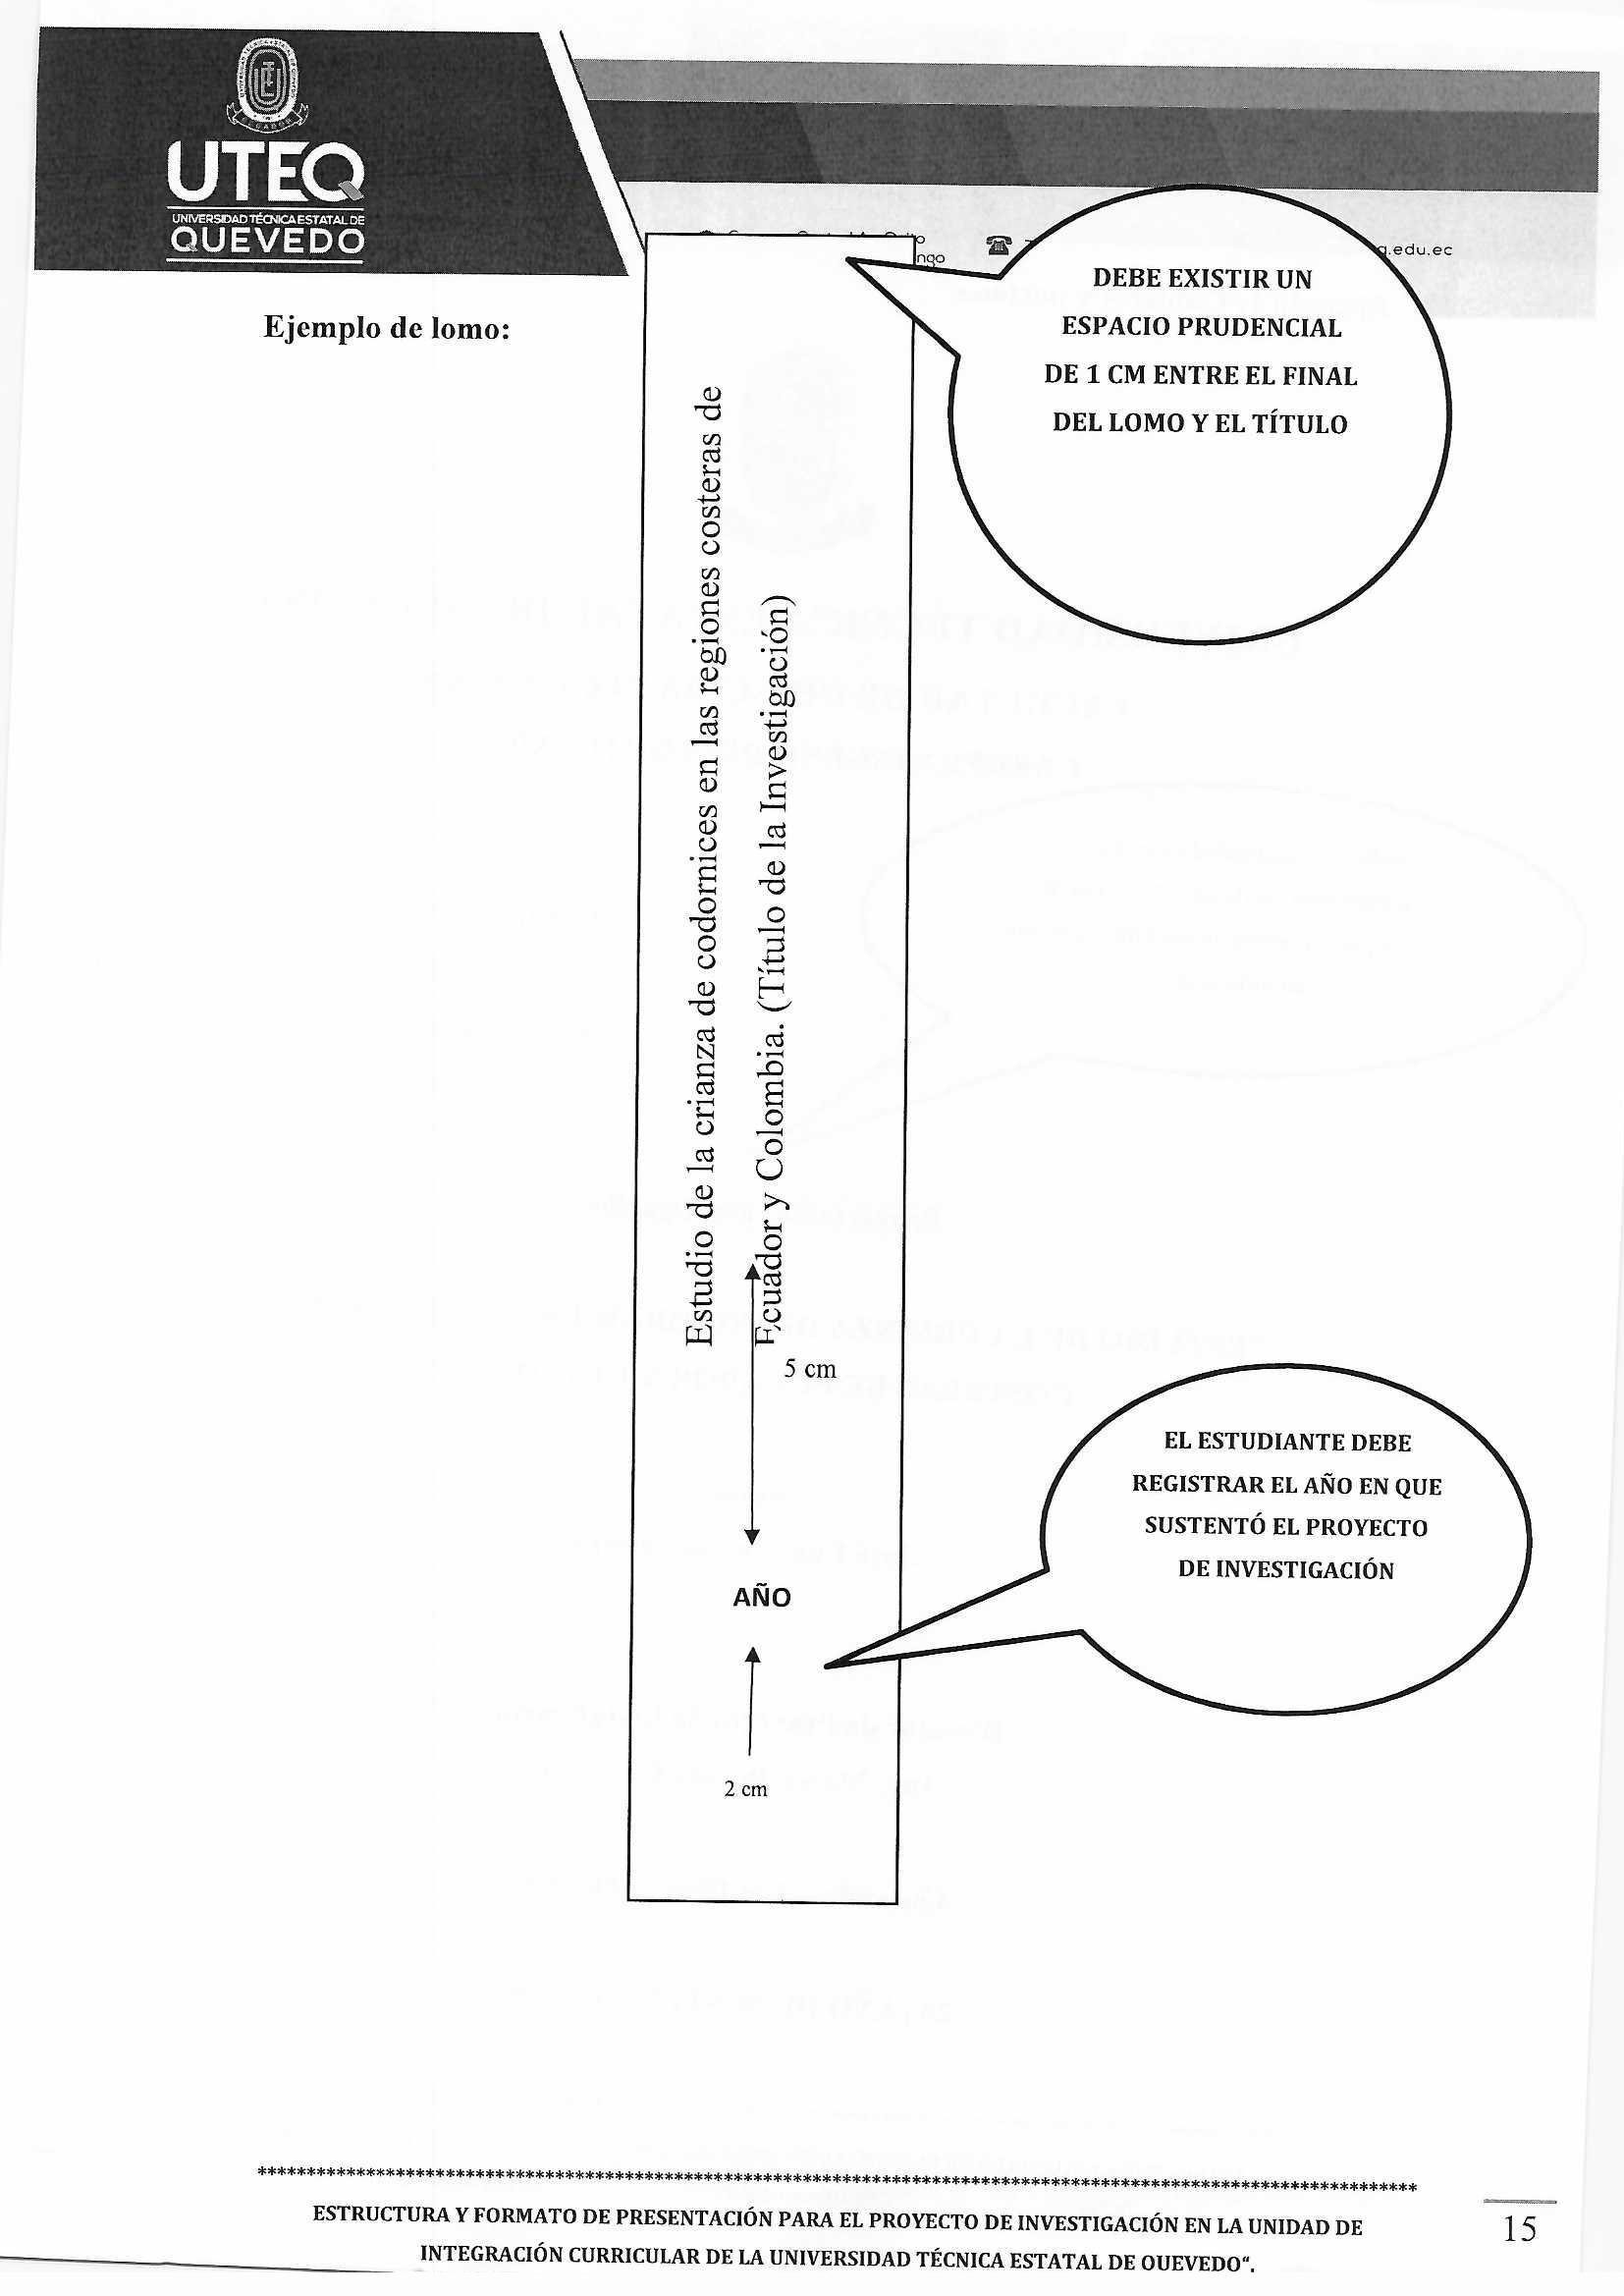 ECUADOR
UTEQ
UNIVERSIDAD TÉCNICA ESTATAL DE
QUEVEDO
q.edu.ec
Ejemplo de lomo:
DEBE EXISTIR UN
ESPACIO PRUDENCIAL
DE 1 CM ENTRE EL FINAL
DEL LOMO Y EL TÍTULO
Estudio de la crianza de codornices en las regiones costeras de
Ecuador y Colombia. (Título de la Investigación)
5 cm
EL ESTUDIANTE DEBE
REGISTRAR EL AÑO EN QUE
SUSTENTÓ EL PROYECTO
DE INVESTIGACIÓN
AÑO
2 cm
ESTRUCTURA Y FORMATO DE PRESENTACIÓN PARA EL PROYECTO DE INVESTIGACIÓN EN LA UNIDAD DE
INTEGRACIÓN CURRICULAR DE LA UNIVERSIDAD TÉCNICA ESTATAL DE QUEVEDO“.
15